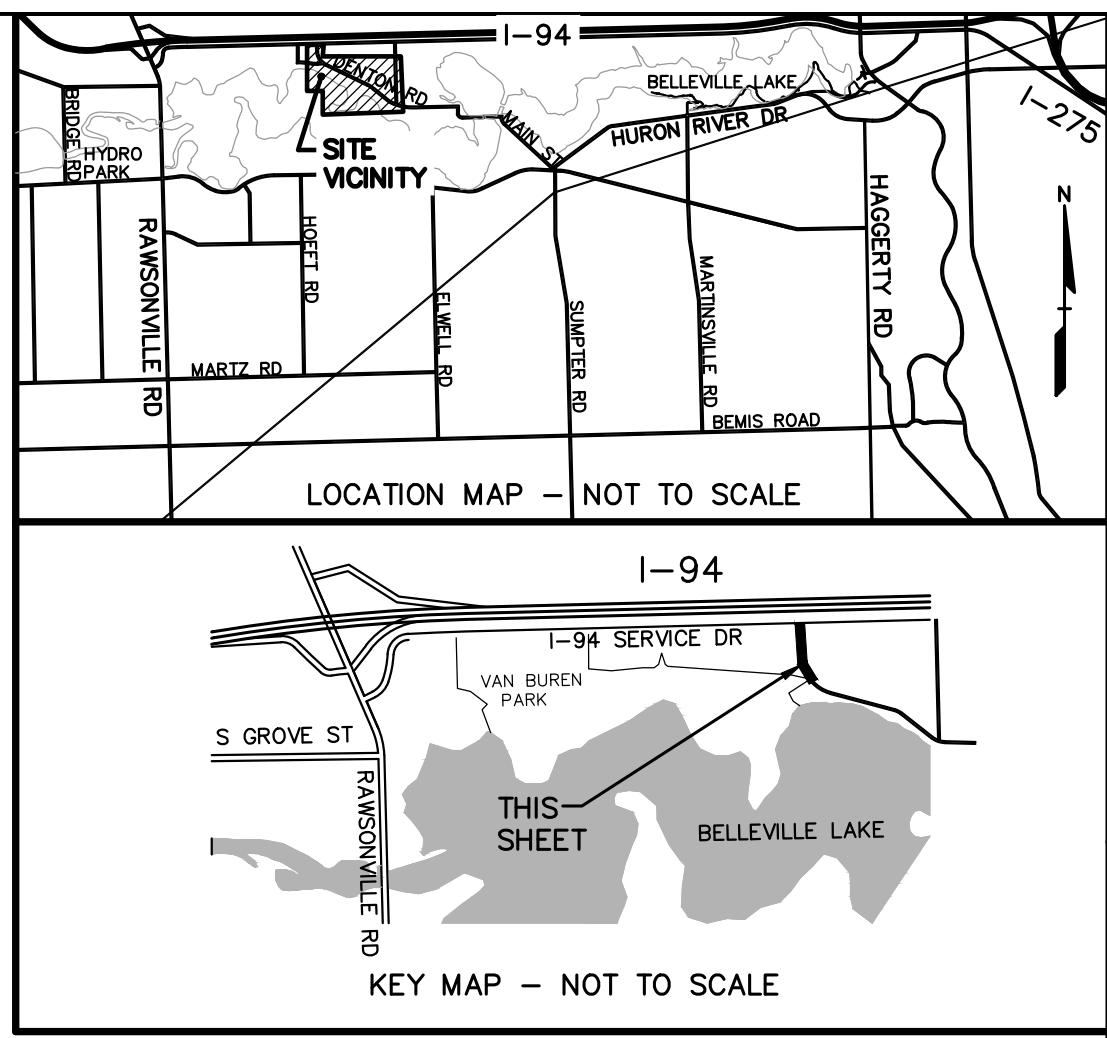 I-94
DENTON RD
BELLEVILLE LAKE
I-275
BRIDGE RD
HYDRO
PARK
MAIN ST
HURON RIVER DR
SITE
VICINITY
N
RAWSONVILLE RD
HOEFT RD
HAGGERTY RD
ELWELL RD
SUMPTER RD
MARTINSVILLE RD
MARTZ RD
BEMIS ROAD
LOCATION MAP - NOT TO SCALE
I-94
I-94 SERVICE DR
VAN BUREN
PARK
S GROVE ST
RAWSONVILLE RD
THIS
SHEET
BELLEVILLE LAKE
KEY MAP - NOT TO SCALE